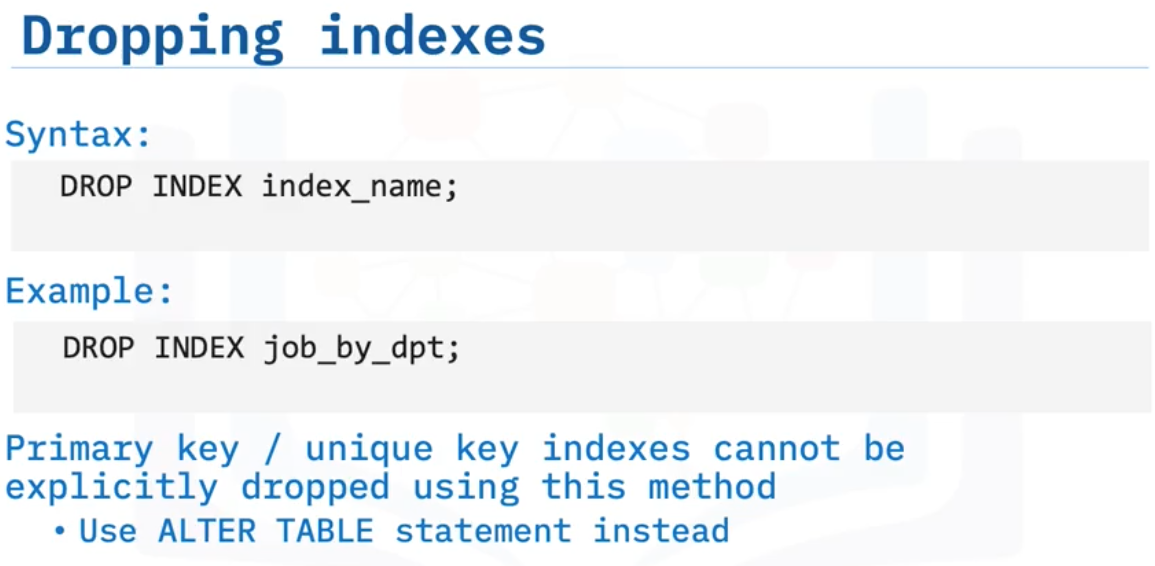 Dropping indexes
Syntax:
DROP INDEX index_name;
Example:
DROP INDEX job_by_dpt;
Primary key / unique key indexes cannot be
explicitly dropped using this method
• Use ALTER TABLE statement instead